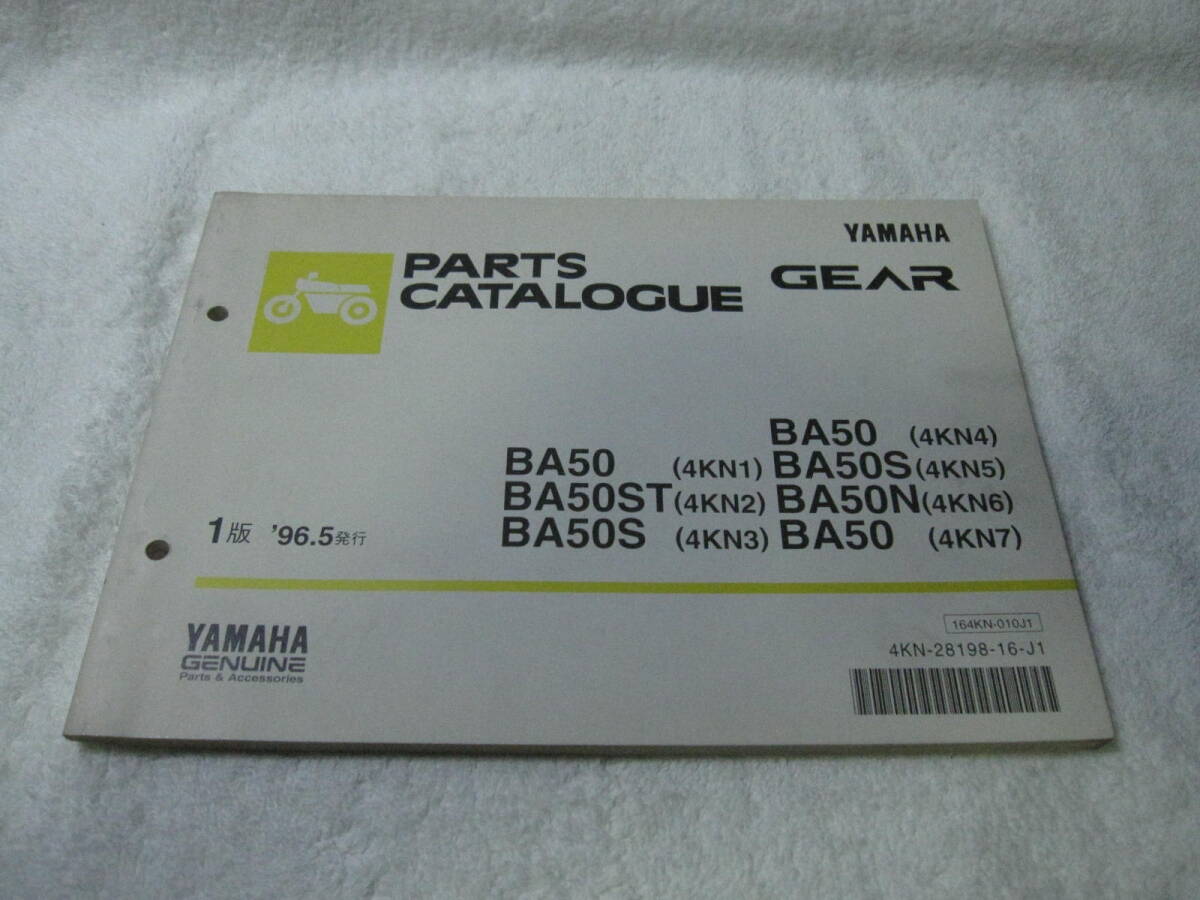 YAMAHA
PARTS
CATALOGUE
GEAR
BA50 (4KN1)
BA50ST (4KN2)
BA50S (4KN3)
BA50 (4KN4)
BA50S (4KN5)
BA50N (4KN6)
BA50 (4KN7)
1版 '96.5発行
YAMAHA
GENUINE
Parts & Accessories
164KN-010J1
4KN-28198-16-J1